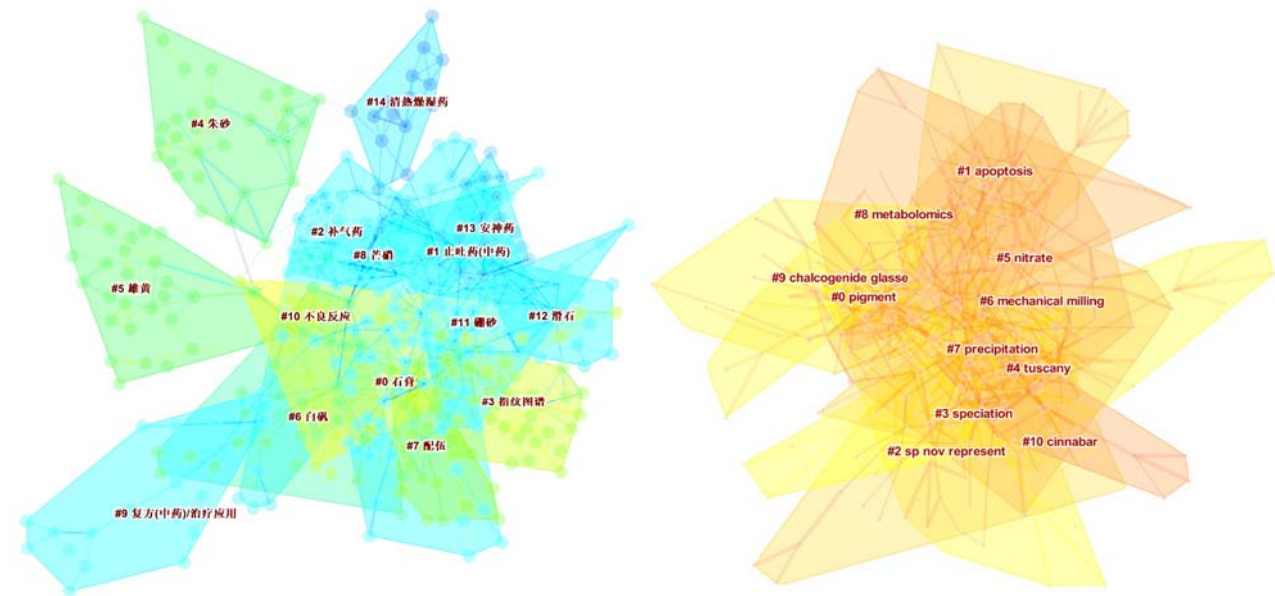 #14 清热燥湿药
#4 朱砂
#2 补气药
#13 安神药
#8 芒硝
#1 止吐药(中药)
#5 雄黄
#10 不良反应
#11 硼砂
#12 滑石
#0 石膏
#3 指纹图谱
#6 白矾
#7 配伍
#9 复方(中药)/治疗应用
#1 apoptosis
#8 metabolomics
#5 nitrate
#9 chalcogenide glasse
#0 pigment
#6 mechanical milling
#7 precipitation
#4 tuscany
#3 speciation
#10 cinnabar
#2 sp nov represent